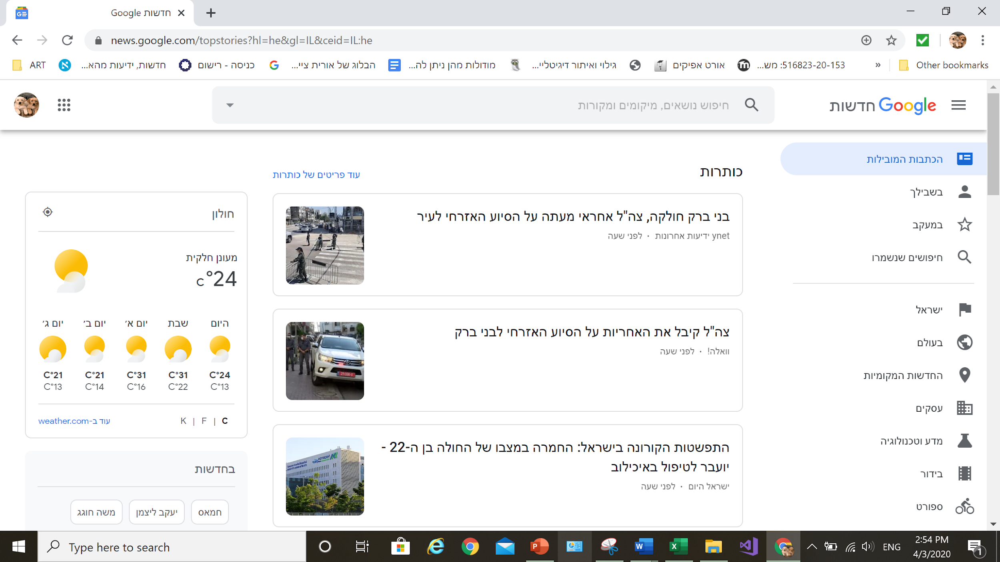 חדשות Google
news.google.com/topstories?hl=he&gl=IL&ceid=IL:he
ART
חדשות, ידיעות מהא...
כניסה - רישום
הבלוג של אורית ציי...
מודולות מהן ניתן לה...
גילוי ואיתור דיגיטליי...
אורט אפיקים
516823-20-153: מש...
»
Other bookmarks
Google חדשות
חיפוש נושאים, מיקומים ומקורות
הכתבות המובילות
בשבילך
במעקב
חיפושים שנשמרו
ישראל
בעולם
החדשות המקומיות
עסקים
מדע וטכנולוגיה
בידור
ספורט
כותרות
עוד פריטים של כותרות
בני ברק חולקה, צה"ל אחראי מעתה על הסיוע האזרחי לעיר
ynet ידיעות אחרונות · לפני שעה
צה"ל קיבל את האחריות על הסיוע האזרחי לבני ברק
וואלה! · לפני שעה
התפשטות הקורונה בישראל: החמרה במצבו של החולה בן ה-22 -
יועבר לטיפול באיכילוב
ישראל היום · לפני שעה
חולון
מעונן חלקית
24° C
היום שבת יום א׳ יום ב׳ יום ג׳
24°C 31°C 31°C 21°C 21°C
13°C 22°C 16°C 14°C 13°C
C | F | K
עוד ב-weather.com
בחדשות
חמאס
יעקב ליצמן
משה חוגג
Type here to search
ENG
2:54 PM
4/3/2020
1